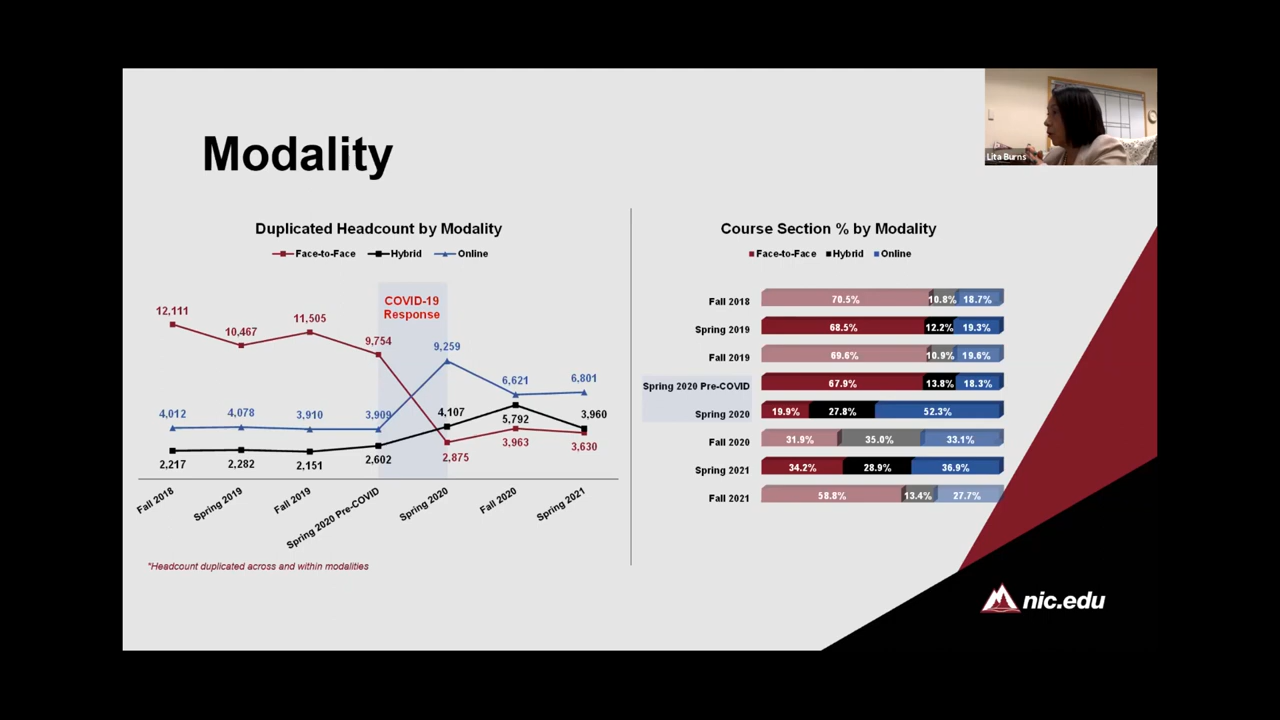 Lita Burns
Modality
Duplicated Headcount by Modality
Face-to-Face Hybrid Online
COVID-19
Response
12,111
10,467
11,505
9,754
9,259
6,621
6,801
4,012
4,078
3,910
3,909
4,107
5,792
3,960
2,217
2,282
2,151
2,602
2,875
3,963
3,630
Fall 2018
Spring 2019
Fall 2019
Spring 2020 Pre-COVID
Spring 2020
Fall 2020
Spring 2021
*Headcount duplicated across and within modalities
Course Section % by Modality
Face-to-Face Hybrid Online
Fall 2018 70.5% 10.8% 18.7%
Spring 2019 68.5% 12.2% 19.3%
Fall 2019 69.6% 10.9% 19.6%
Spring 2020 Pre-COVID 67.9% 13.8% 18.3%
Spring 2020 19.9% 27.8% 52.3%
Fall 2020 31.9% 35.0% 33.1%
Spring 2021 34.2% 28.9% 36.9%
Fall 2021 58.8% 13.4% 27.7%
nic.edu